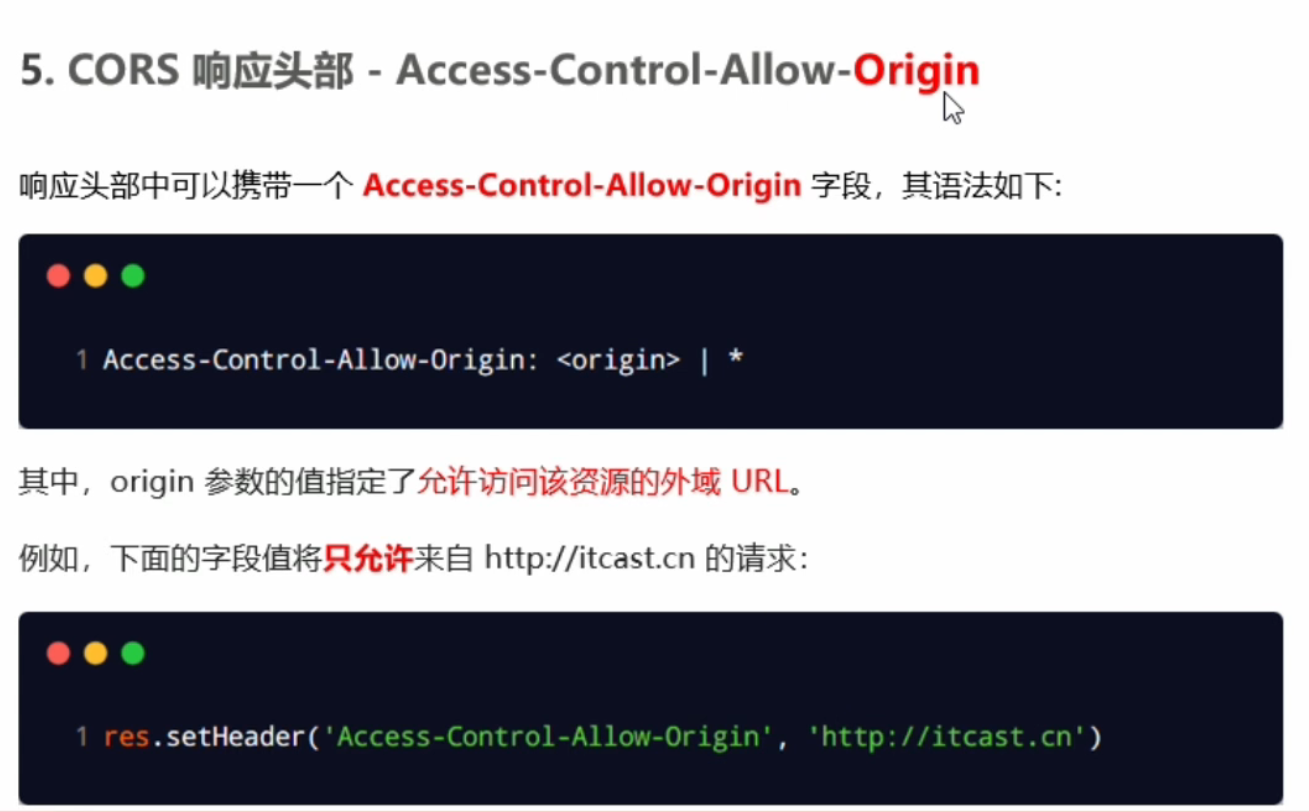 5. CORS 响应头部 - Access-Control-Allow-Origin
响应头部中可以携带一个 Access-Control-Allow-Origin 字段，其语法如下:
1 Access-Control-Allow-Origin: <origin> | *
其中，origin 参数的值指定了允许访问该资源的外域 URL。
例如，下面的字段值将只允许来自 http://itcast.cn 的请求：
1 res.setHeader('Access-Control-Allow-Origin', 'http://itcast.cn')